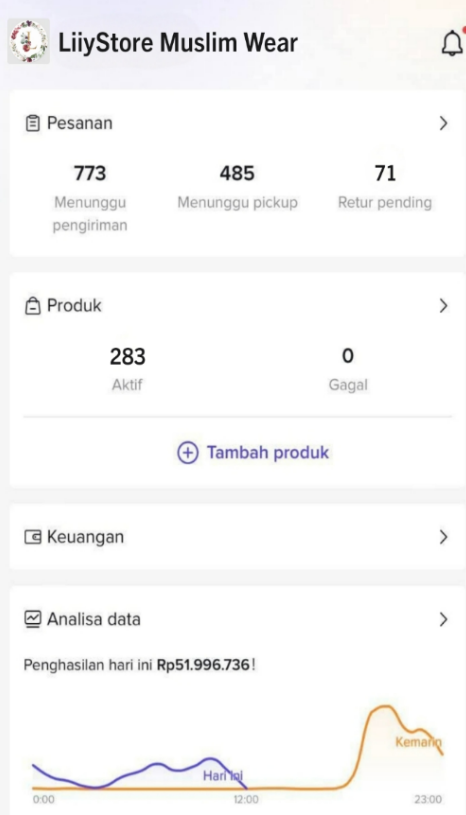 LiiyStore Muslim Wear
Pesanan
773
485
71
Menunggu pengiriman
Menunggu pickup
Retur pending
Produk
283
0
Aktif
Gagal
Tambah produk
Keuangan
Analisa data
Penghasilan hari ini Rp51.996.736!
Kemarin
Hari Ini
0:00
12:00
23:00